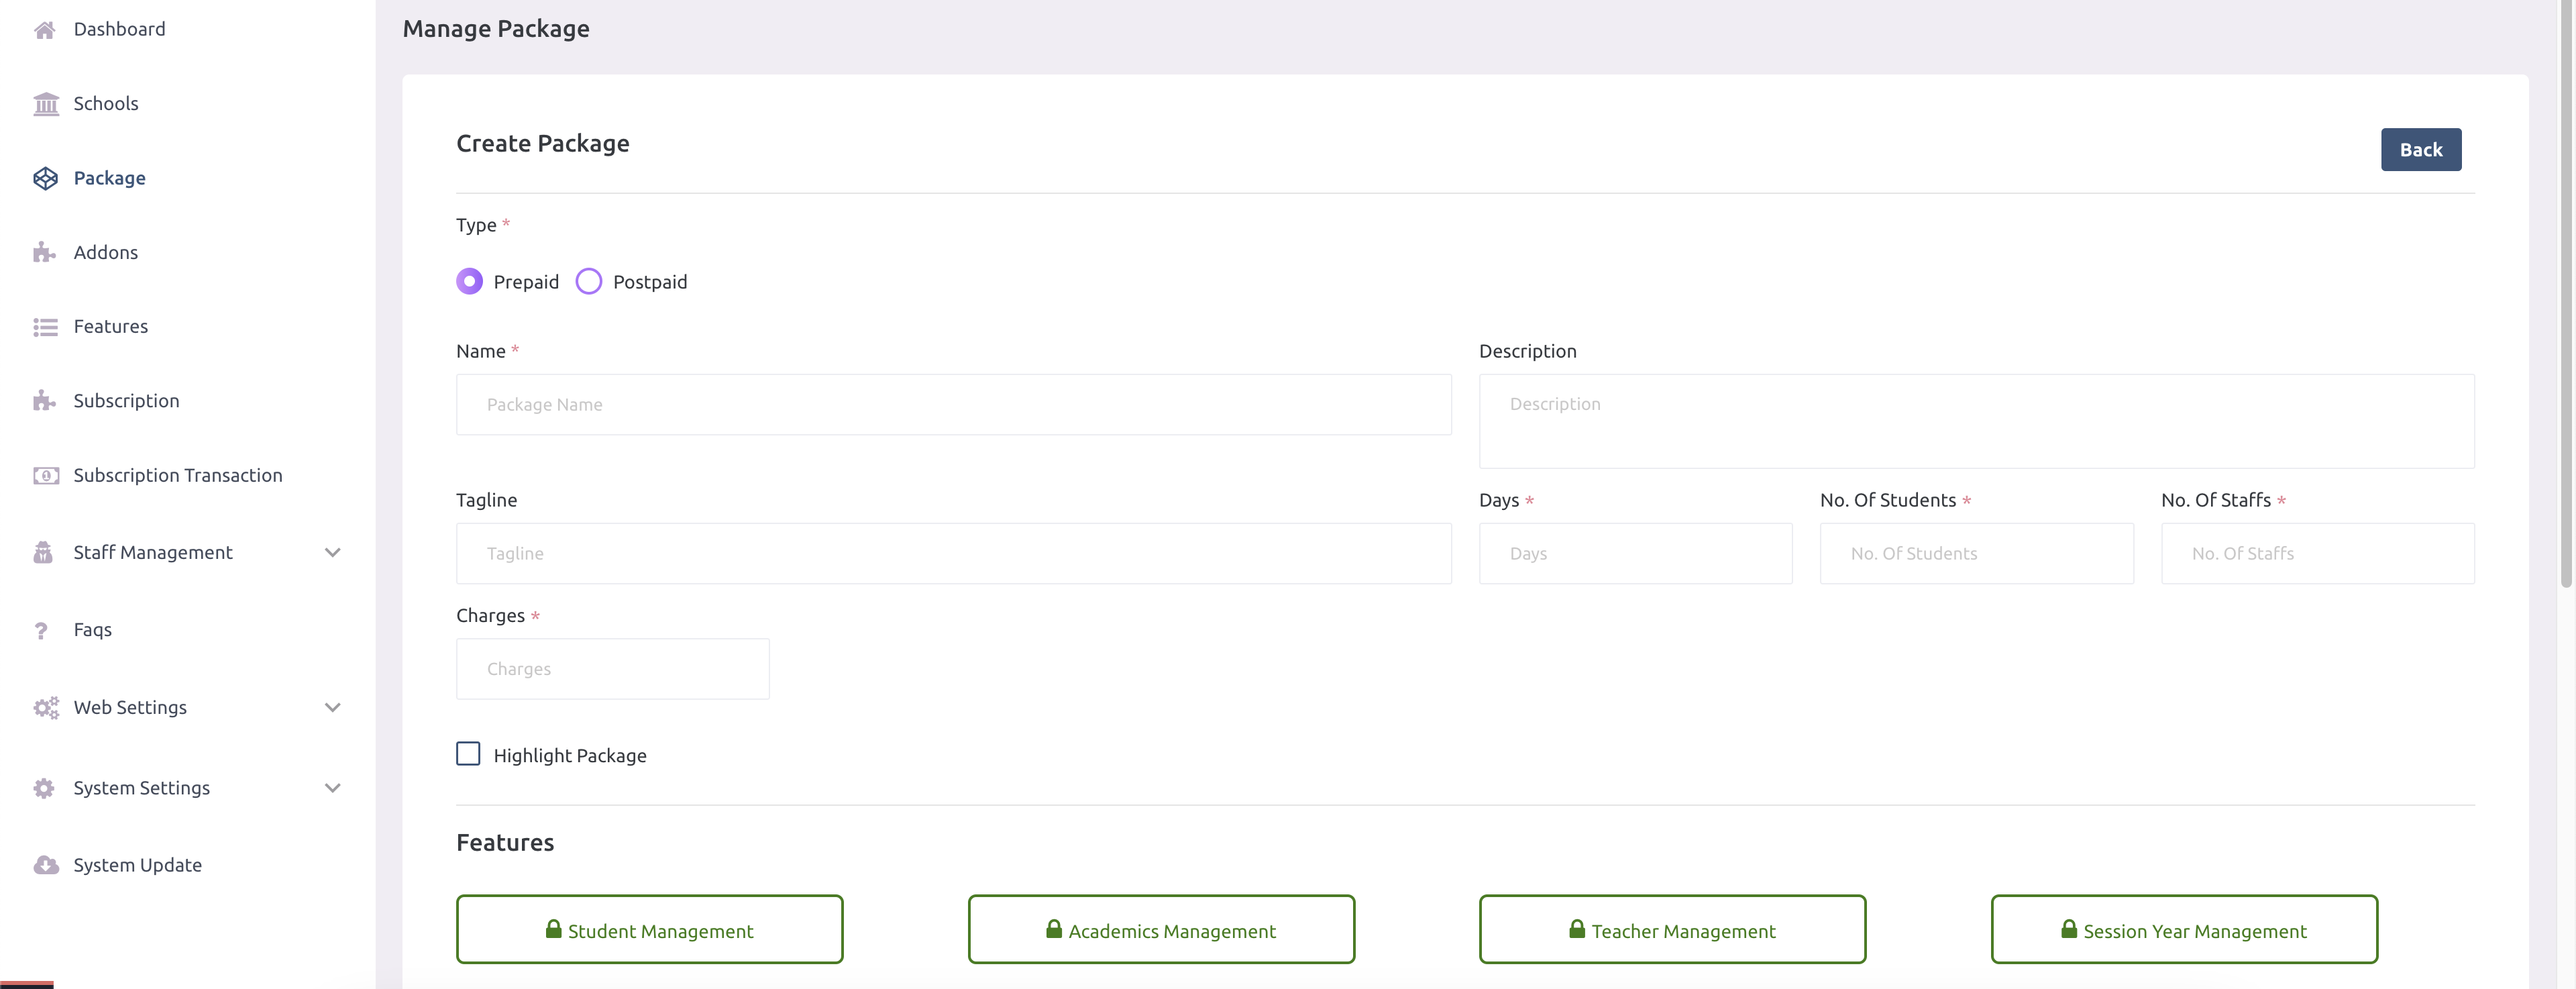 Dashboard
Schools
Package
Addons
Features
Subscription
Subscription Transaction
Staff Management
Faqs
Web Settings
System Settings
System Update
Manage Package
Create Package
Back
Type *
Prepaid Postpaid
Name *
Package Name
Description
Description
Tagline
Tagline
Days * No. Of Students * No. Of Staffs *
Days No. Of Students No. Of Staffs
Charges *
Charges
Highlight Package
Features
Student Management Academics Management Teacher Management Session Year Management